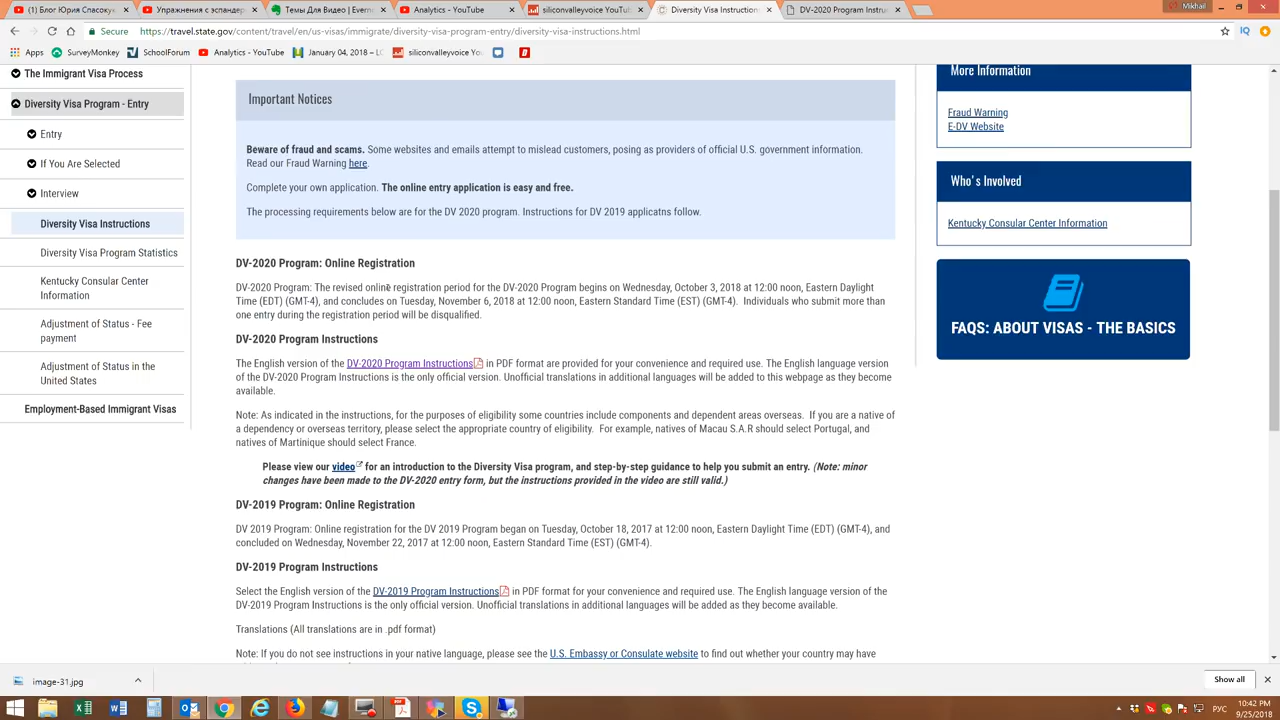 (1) Блог Юрия Спасокуе
Упражнения с эспандер
Темы Для Видео | Evern
Analytics - YouTube
siliconvalleyvoice YouTu
Diversity Visa Instruction
DV-2020 Program Instru
Mikhail
Secure
https://travel.state.gov/content/travel/en/us-visas/immigrate/diversity-visa-program-entry/diversity-visa-instructions.html
Apps
SurveyMonkey
SchoolForum
Analytics - YouTube
January 04, 2018 – L
siliconvalleyvoice You
The Immigrant Visa Process
Diversity Visa Program - Entry
Entry
If You Are Selected
Interview
Diversity Visa Instructions
Diversity Visa Program Statistics
Kentucky Consular Center
Information
Adjustment of Status - Fee
payment
Adjustment of Status in the
United States
Employment-Based Immigrant Visas
Important Notices
Beware of fraud and scams. Some websites and emails attempt to mislead customers, posing as providers of official U.S. government information.
Read our Fraud Warning here.
Complete your own application. The online entry application is easy and free.
The processing requirements below are for the DV 2020 program. Instructions for DV 2019 applicatns follow.
DV-2020 Program: Online Registration
DV-2020 Program: The revised online registration period for the DV-2020 Program begins on Wednesday, October 3, 2018 at 12:00 noon, Eastern Daylight
Time (EDT) (GMT-4), and concludes on Tuesday, November 6, 2018 at 12:00 noon, Eastern Standard Time (EST) (GMT-4). Individuals who submit more than
one entry during the registration period will be disqualified.
DV-2020 Program Instructions
The English version of the DV-2020 Program Instructions in PDF format are provided for your convenience and required use. The English language version
of the DV-2020 Program Instructions is the only official version. Unofficial translations in additional languages will be added to this webpage as they become
available.
Note: As indicated in the instructions, for the purposes of eligibility some countries include components and dependent areas overseas. If you are a native of
a dependency or overseas territory, please select the appropriate country of eligibility. For example, natives of Macau S.A.R should select Portugal, and
natives of Martinique should select France.
Please view our video for an introduction to the Diversity Visa program, and step-by-step guidance to help you submit an entry. (Note: minor
changes have been made to the DV-2020 entry form, but the instructions provided in the video are still valid.)
DV-2019 Program: Online Registration
DV 2019 Program: Online registration for the DV 2019 Program began on Tuesday, October 18, 2017 at 12:00 noon, Eastern Daylight Time (EDT) (GMT-4), and
concluded on Wednesday, November 22, 2017 at 12:00 noon, Eastern Standard Time (EST) (GMT-4).
DV-2019 Program Instructions
Select the English version of the DV-2019 Program Instructions in PDF format for your convenience and required use. The English language version of the
DV-2019 Program Instructions is the only official version. Unofficial translations in additional languages will be added as they become available.
Translations (All translations are in .pdf format)
Note: If you do not see instructions in your native language, please see the U.S. Embassy or Consulate website to find out whether your country may have
More Information
Fraud Warning
E-DV Website
Who's Involved
Kentucky Consular Center Information
FAQS: ABOUT VISAS - THE BASICS
image-31.jpg
Show all
РУС
10:42 PM
9/25/2018